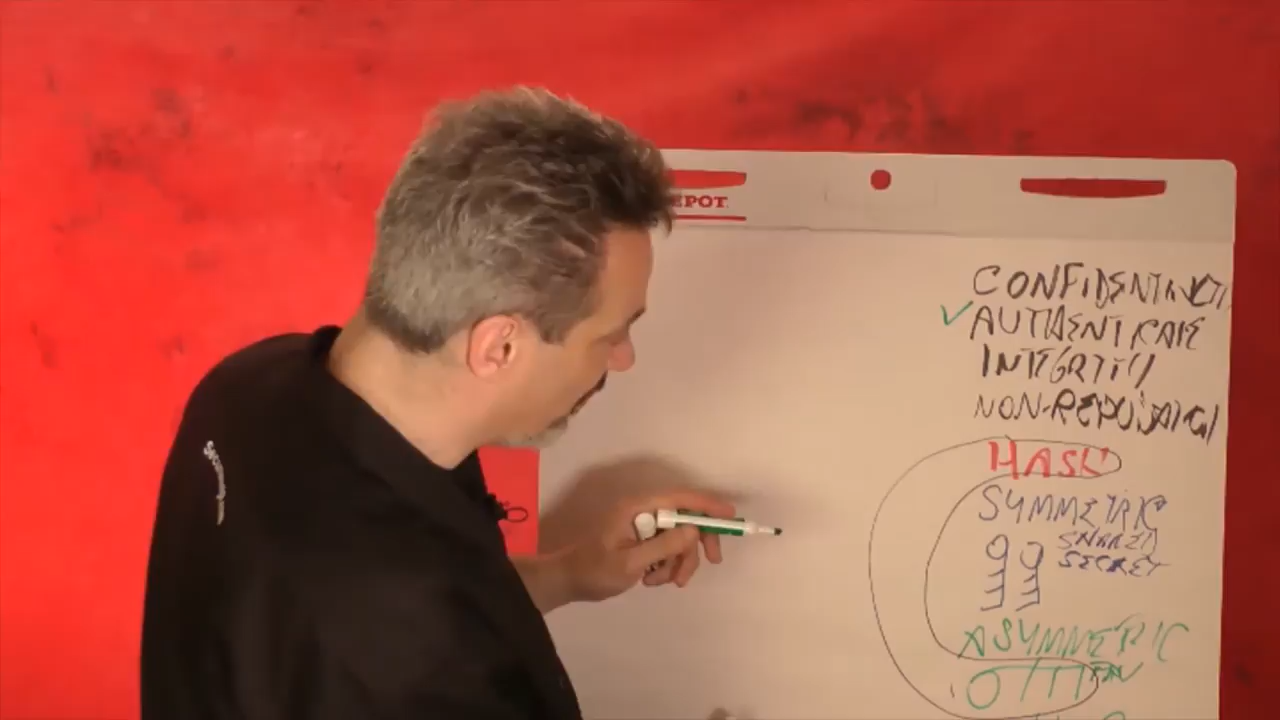 EPOT
CONFIDENTIALITY
AUTHENTICATE
INTEGRITY
NON-REPUDIATION
HASH
SYMMETRIC
SHARED
SECRET
ASYMMETRIC